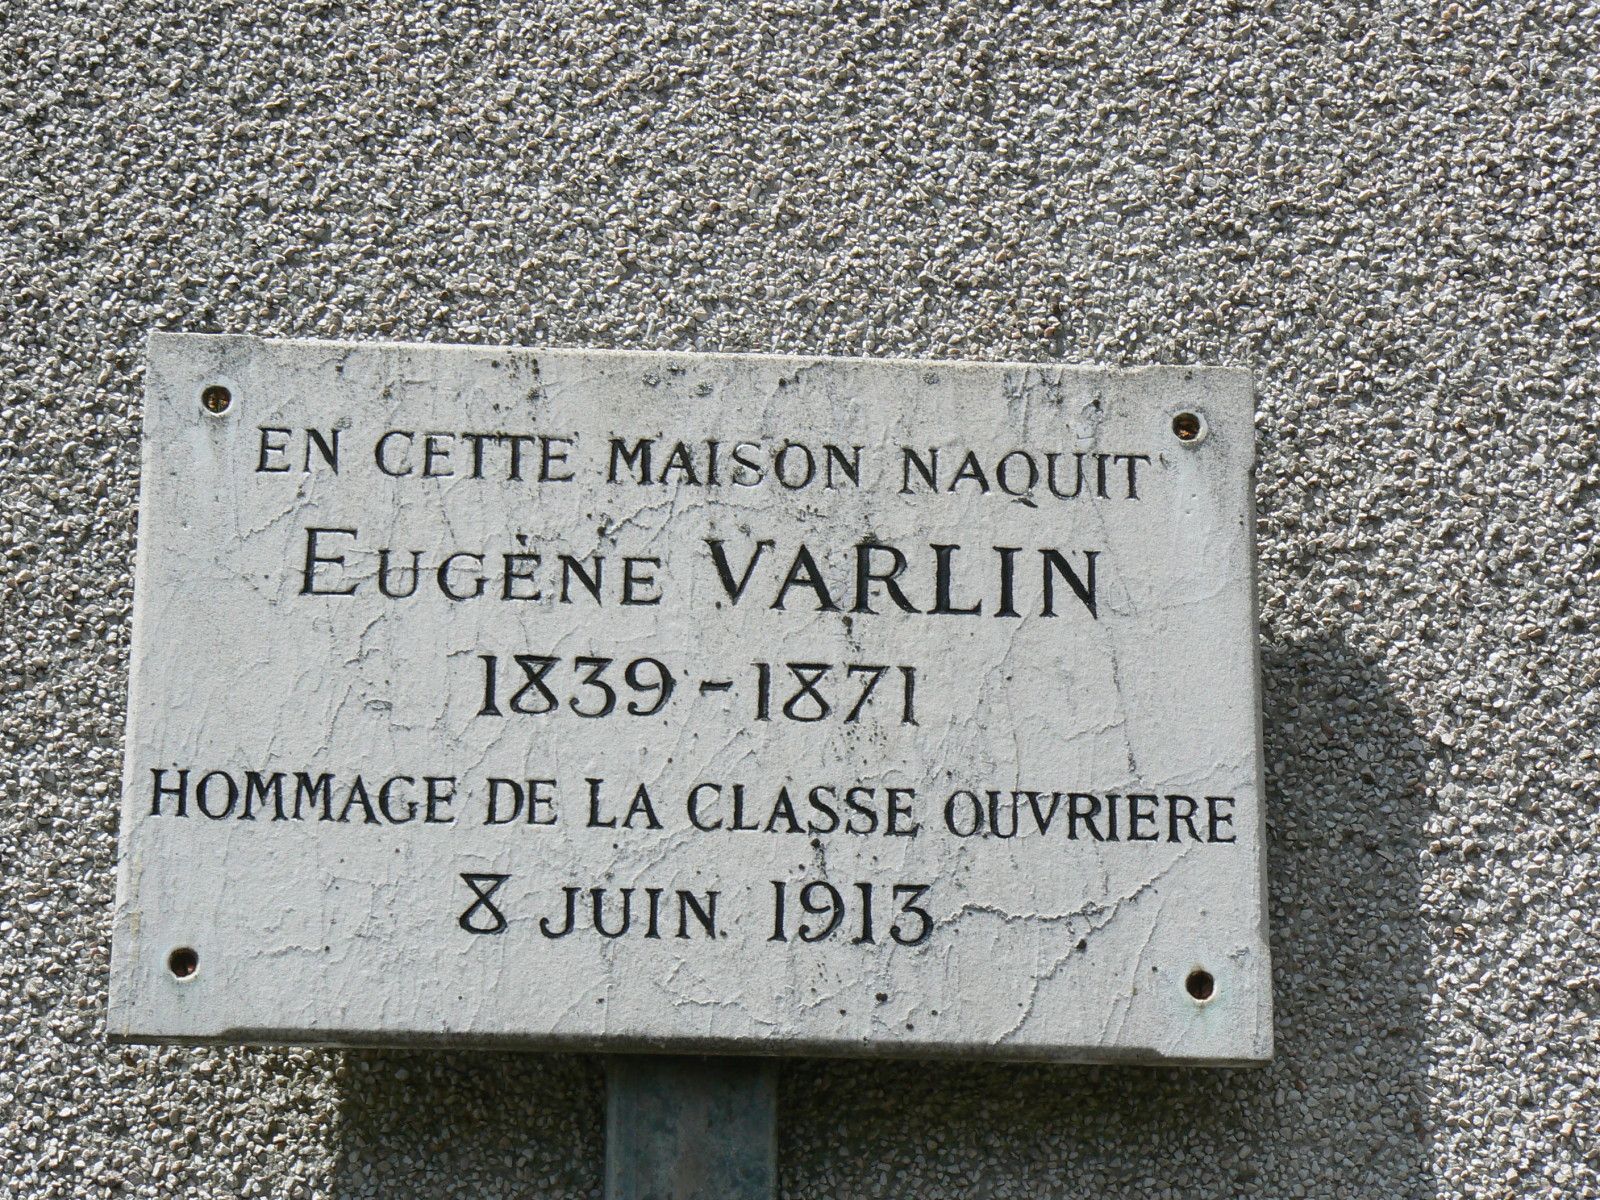 EN CETTE MAISON NAQUIT
EUGÈNE VARLIN
1839-1871
HOMMAGE DE LA CLASSE OUVRIERE
8 JUIN 1913